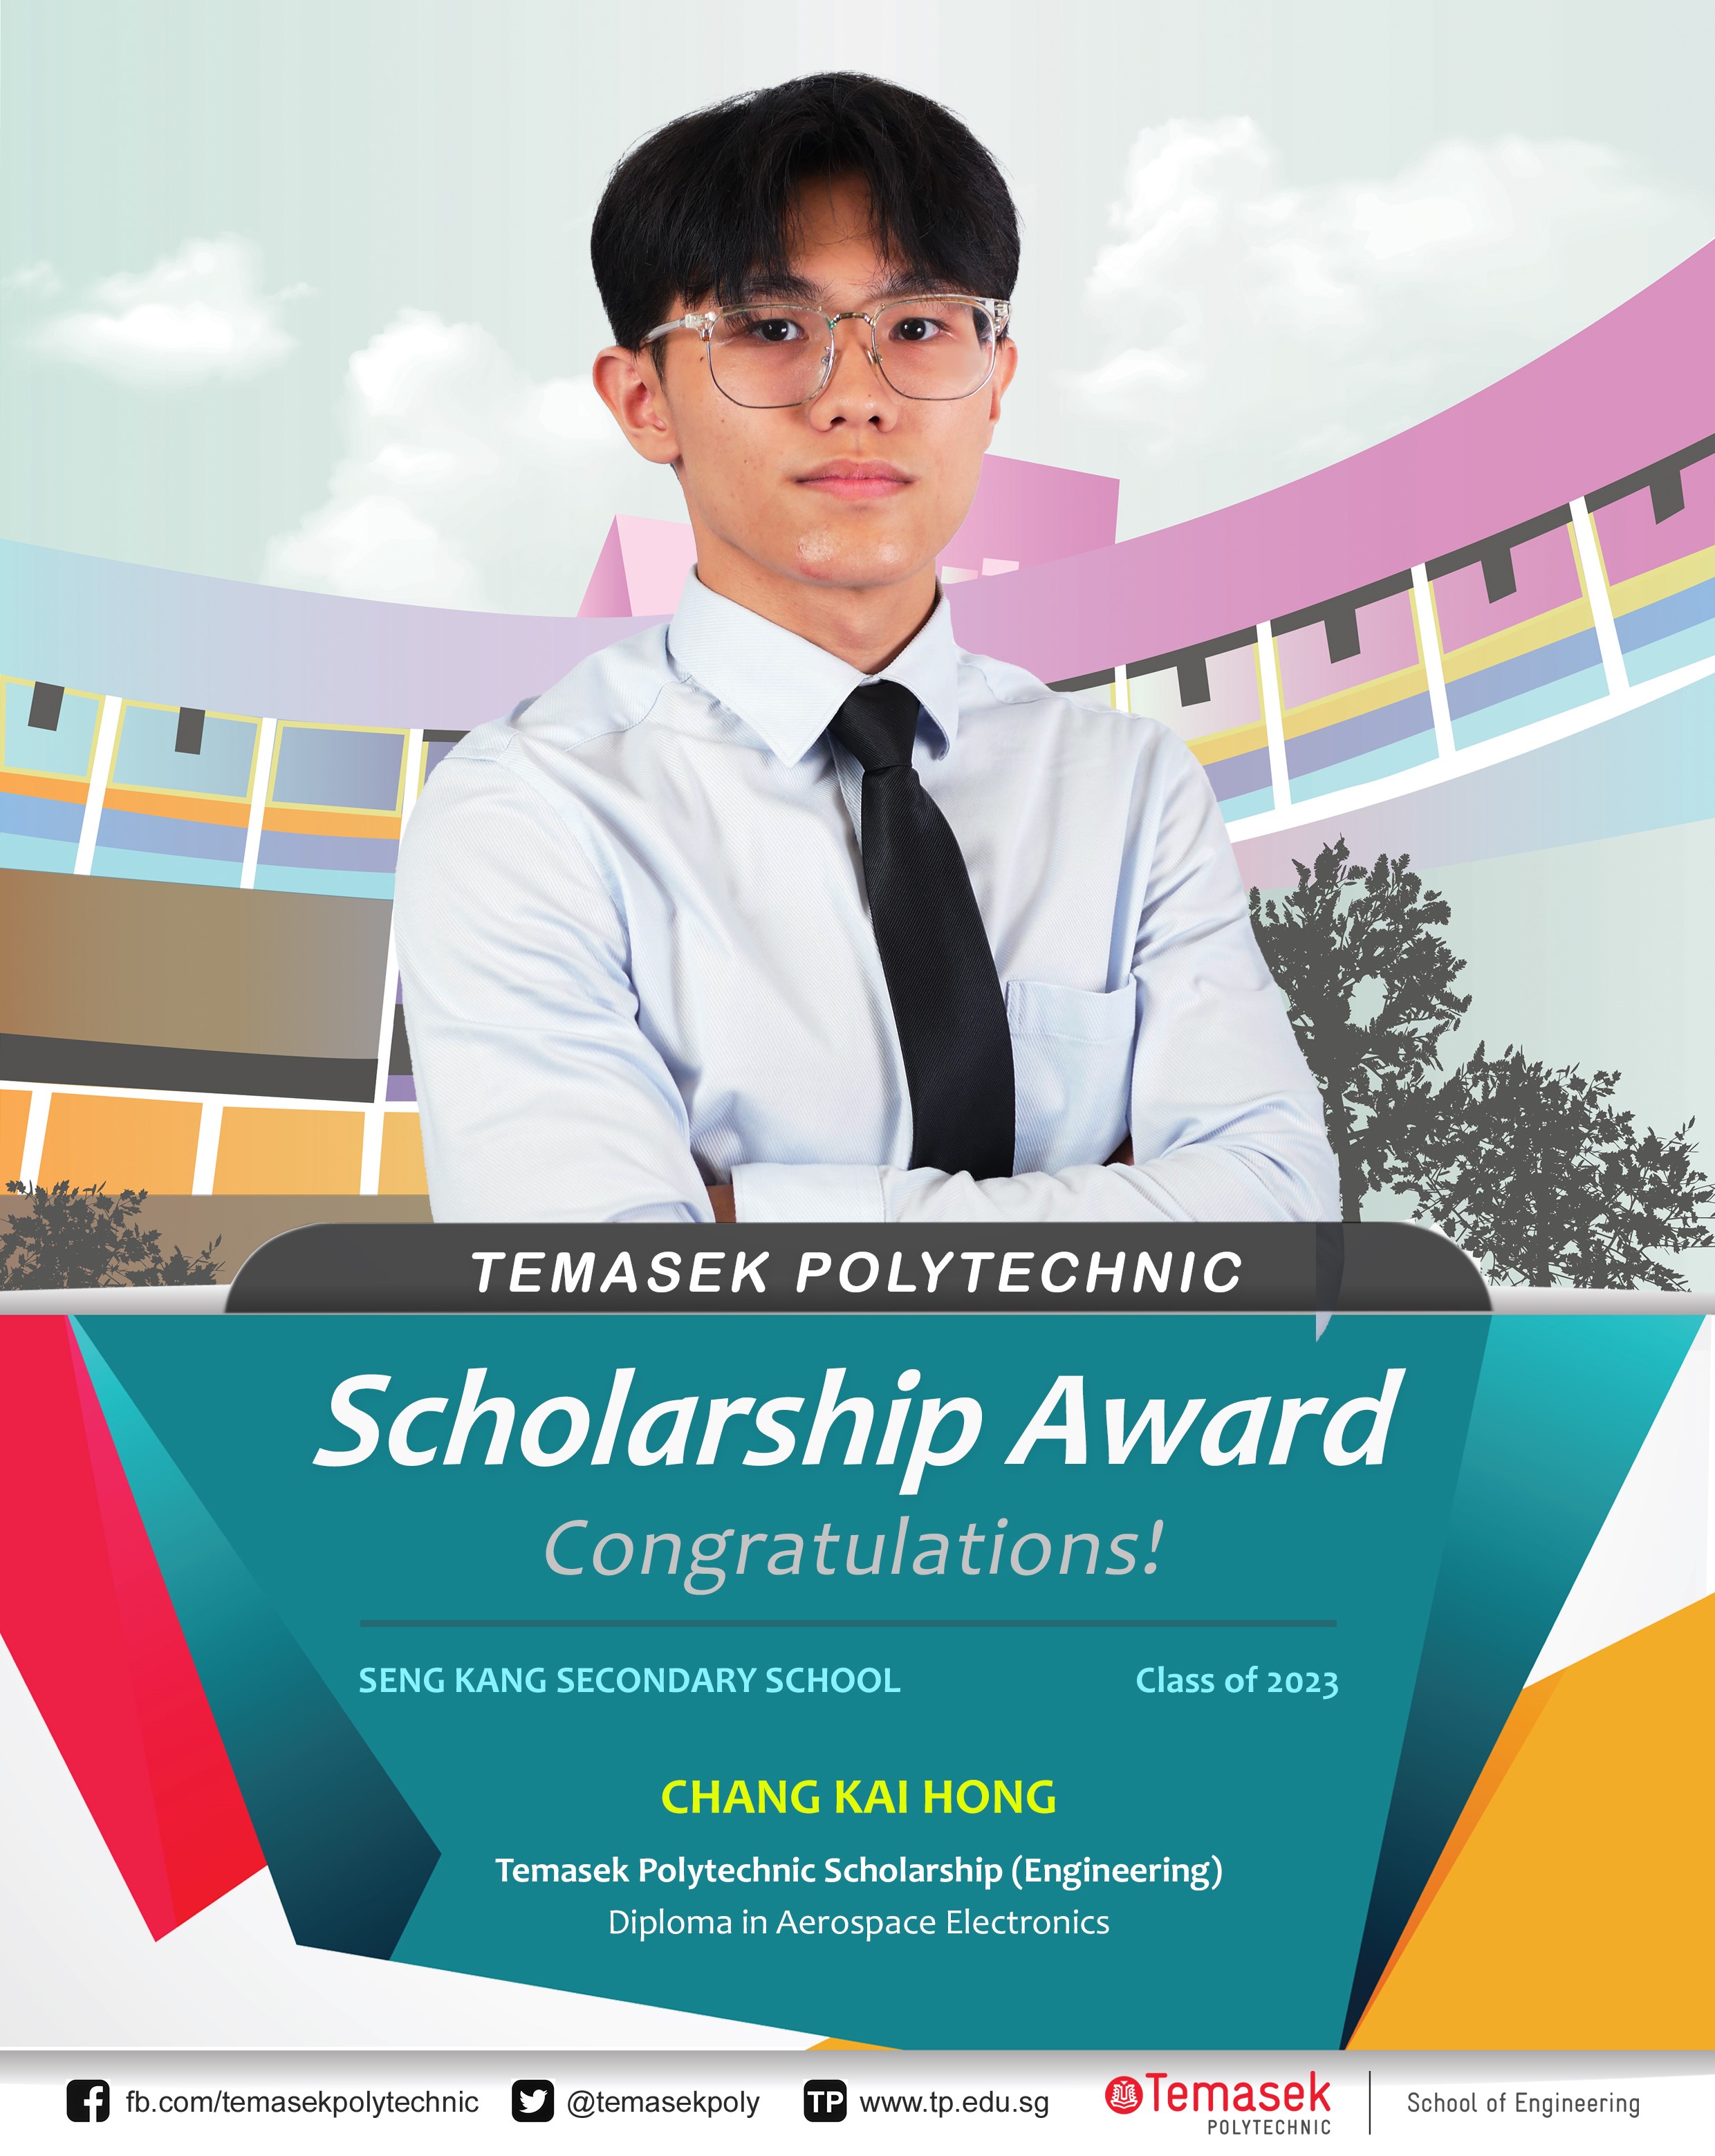 TEMASEK POLYTECHNIC
Scholarship Award
Congratulations!
SENG KANG SECONDARY SCHOOL Class of 2023
CHANG KAI HONG
Temasek Polytechnic Scholarship (Engineering)
Diploma in Aerospace Electronics
fb.com/temasekpolytechnic @temasekpoly TP www.tp.edu.sg Temasek POLYTECHNIC School of Engineering